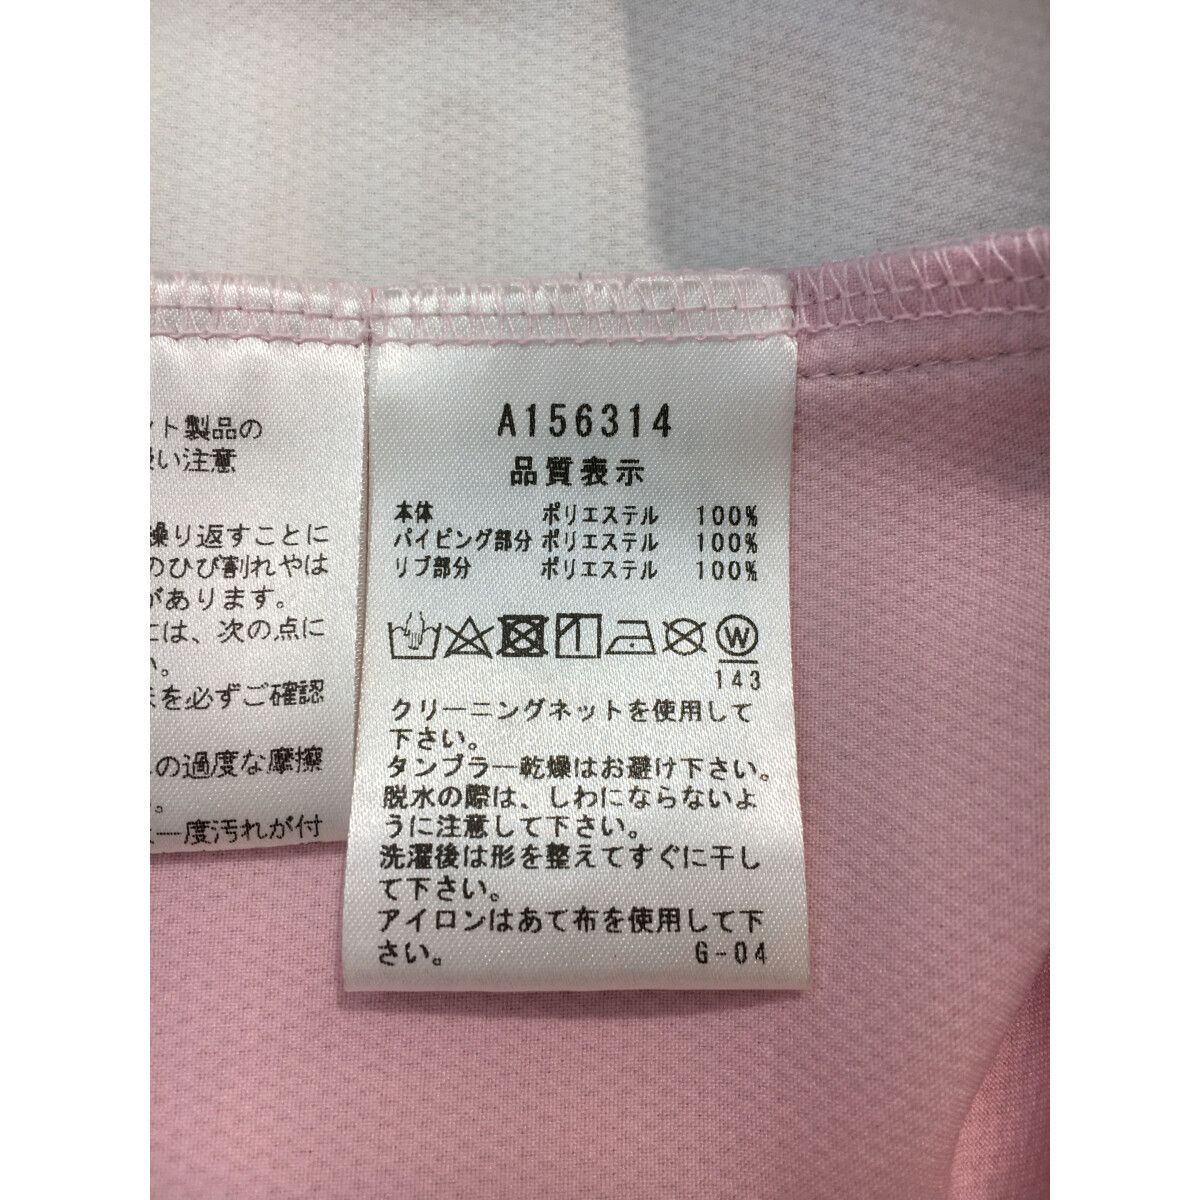 ト製品の
い注意
繰り返すことに
のひび割れやは
があります。
には、次の点に
い。
を必ずご確認
の過度な摩擦
。
一度汚れが付
A156314
品質表示
本体 ポリエステル 100%
パイピング部分 ポリエステル 100%
リブ部分 ポリエステル 100%
W
143
クリーニングネットを使用して
下さい。
タンブラー乾燥はお避け下さい。
脱水の際は、しわにならないよ
うに注意して下さい。
洗濯後は形を整えてすぐに干し
て下さい。
アイロンはあて布を使用して下
さい。 G-04